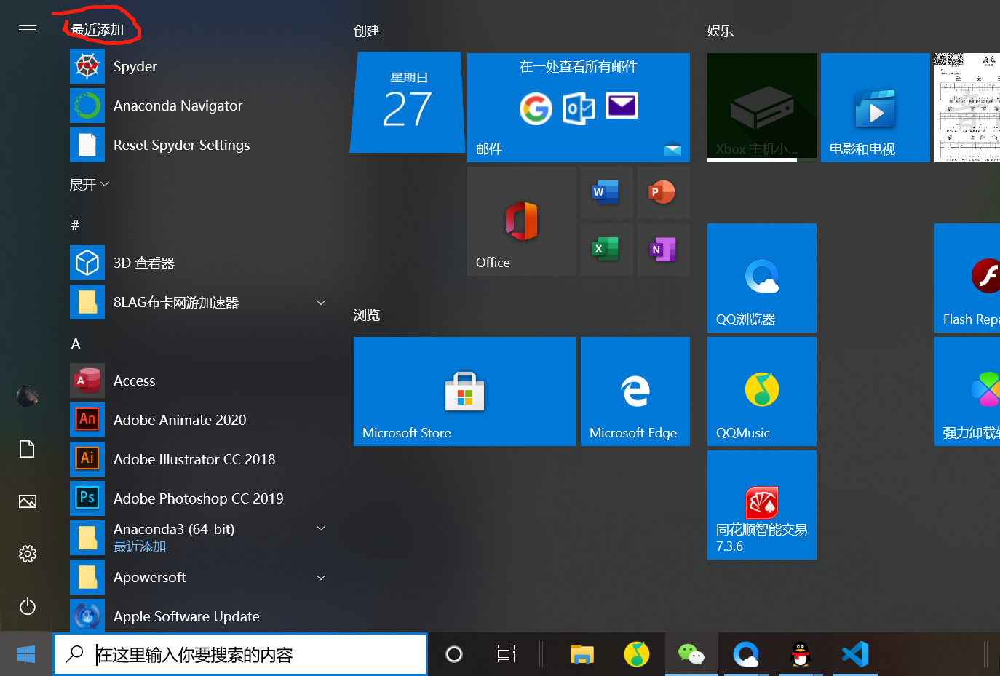 最近添加
Spyder
Anaconda Navigator
Reset Spyder Settings
展开
#
3D 查看器
8LAG布卡网游加速器
A
Access
An
Adobe Animate 2020
Ai
Adobe Illustrator CC 2018
Ps
Adobe Photoshop CC 2019
Anaconda3 (64-bit)
最近添加
Apowersoft
Apple Software Update
创建
星期日
27
在一处查看所有邮件
邮件
Office
浏览
Microsoft Store
Microsoft Edge
娱乐
Xbox 主机小...
电影和电视
QQ浏览器
Flash Repa
QQMusic
强力卸载
同花顺智能交易
7.3.6
在这里输入你要搜索的内容